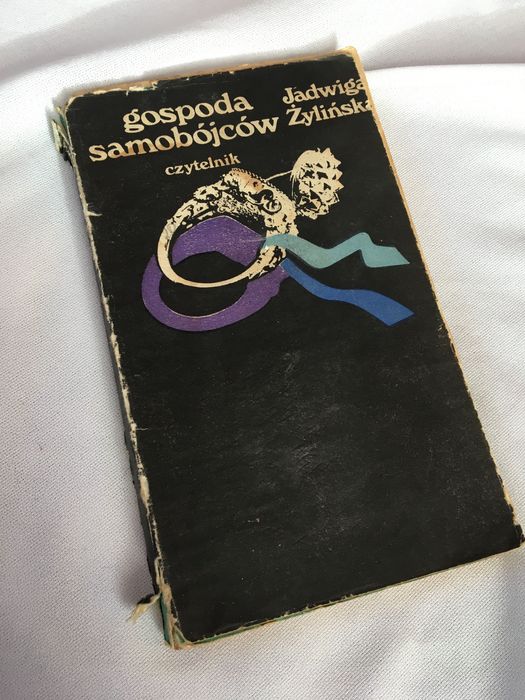 gospoda
samobójców
Jadwiga
Żylińska
czytelnik